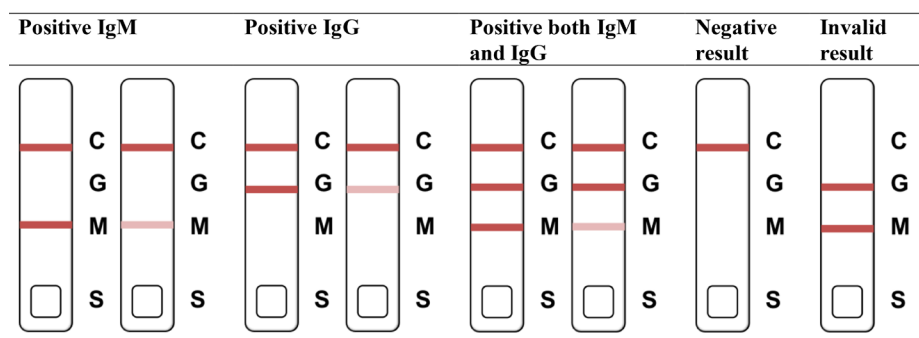 Positive IgM
Positive IgG
Positive both IgM
and IgG
Negative
result
Invalid
result
C C C C C C C C
G G G G G G G G
M M M M M M M M
S S S S S S S S